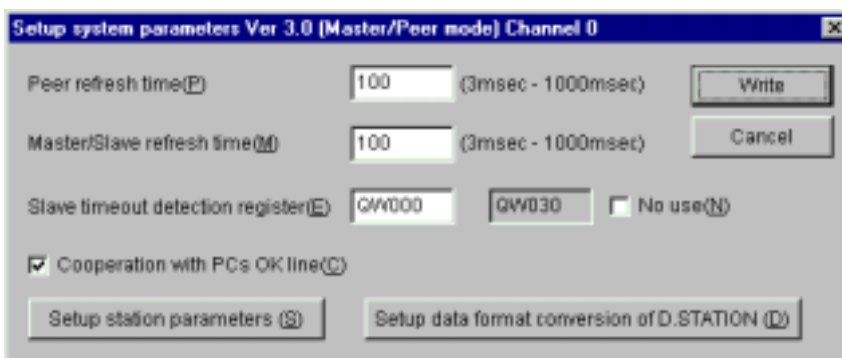 Setup system parameters Ver 3.0 (Master/Peer mode) Channel 0
Peer refresh time(P) 100 (3msec - 1000msec) Write
Master/Slave refresh time(M) 100 (3msec - 1000msec) Cancel
Slave timeout detection register(E) QW000 QW030 No use(N)
Cooperation with PCs OK line(C)
Setup station parameters (S) Setup data format conversion of D.STATION (D)